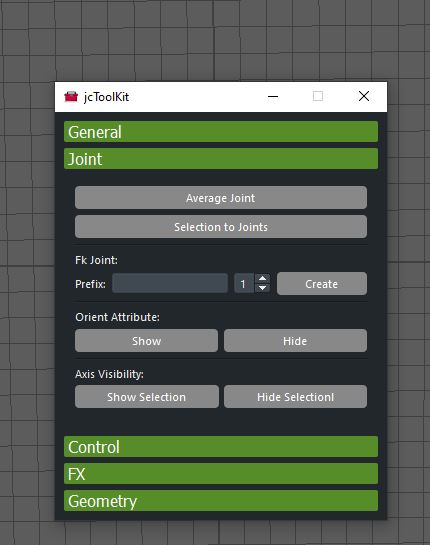 jcToolKit
General
Joint
Average Joint
Selection to Joints
Fk Joint:
Prefix: 1 Create
Orient Attribute:
Show Hide
Axis Visibility:
Show Selection Hide Selectionl
Control
FX
Geometry